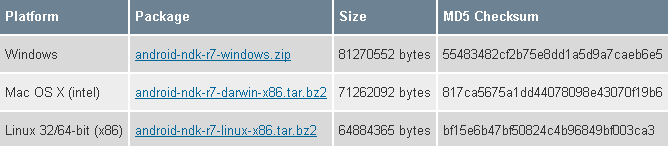 Platform Package Size MD5 Checksum
Windows android-ndk-r7-windows.zip 81270552 bytes 55483482cf2b75e8dd1a5d9a7caeb6e5
Mac OS X (intel) android-ndk-r7-darwin-x86.tar.bz2 71262092 bytes 817ca5675a1dd44078098e43070f19b6
Linux 32/64-bit (x86) android-ndk-r7-linux-x86.tar.bz2 64884365 bytes bf15e6b47bf50824c4b96849bf003ca3